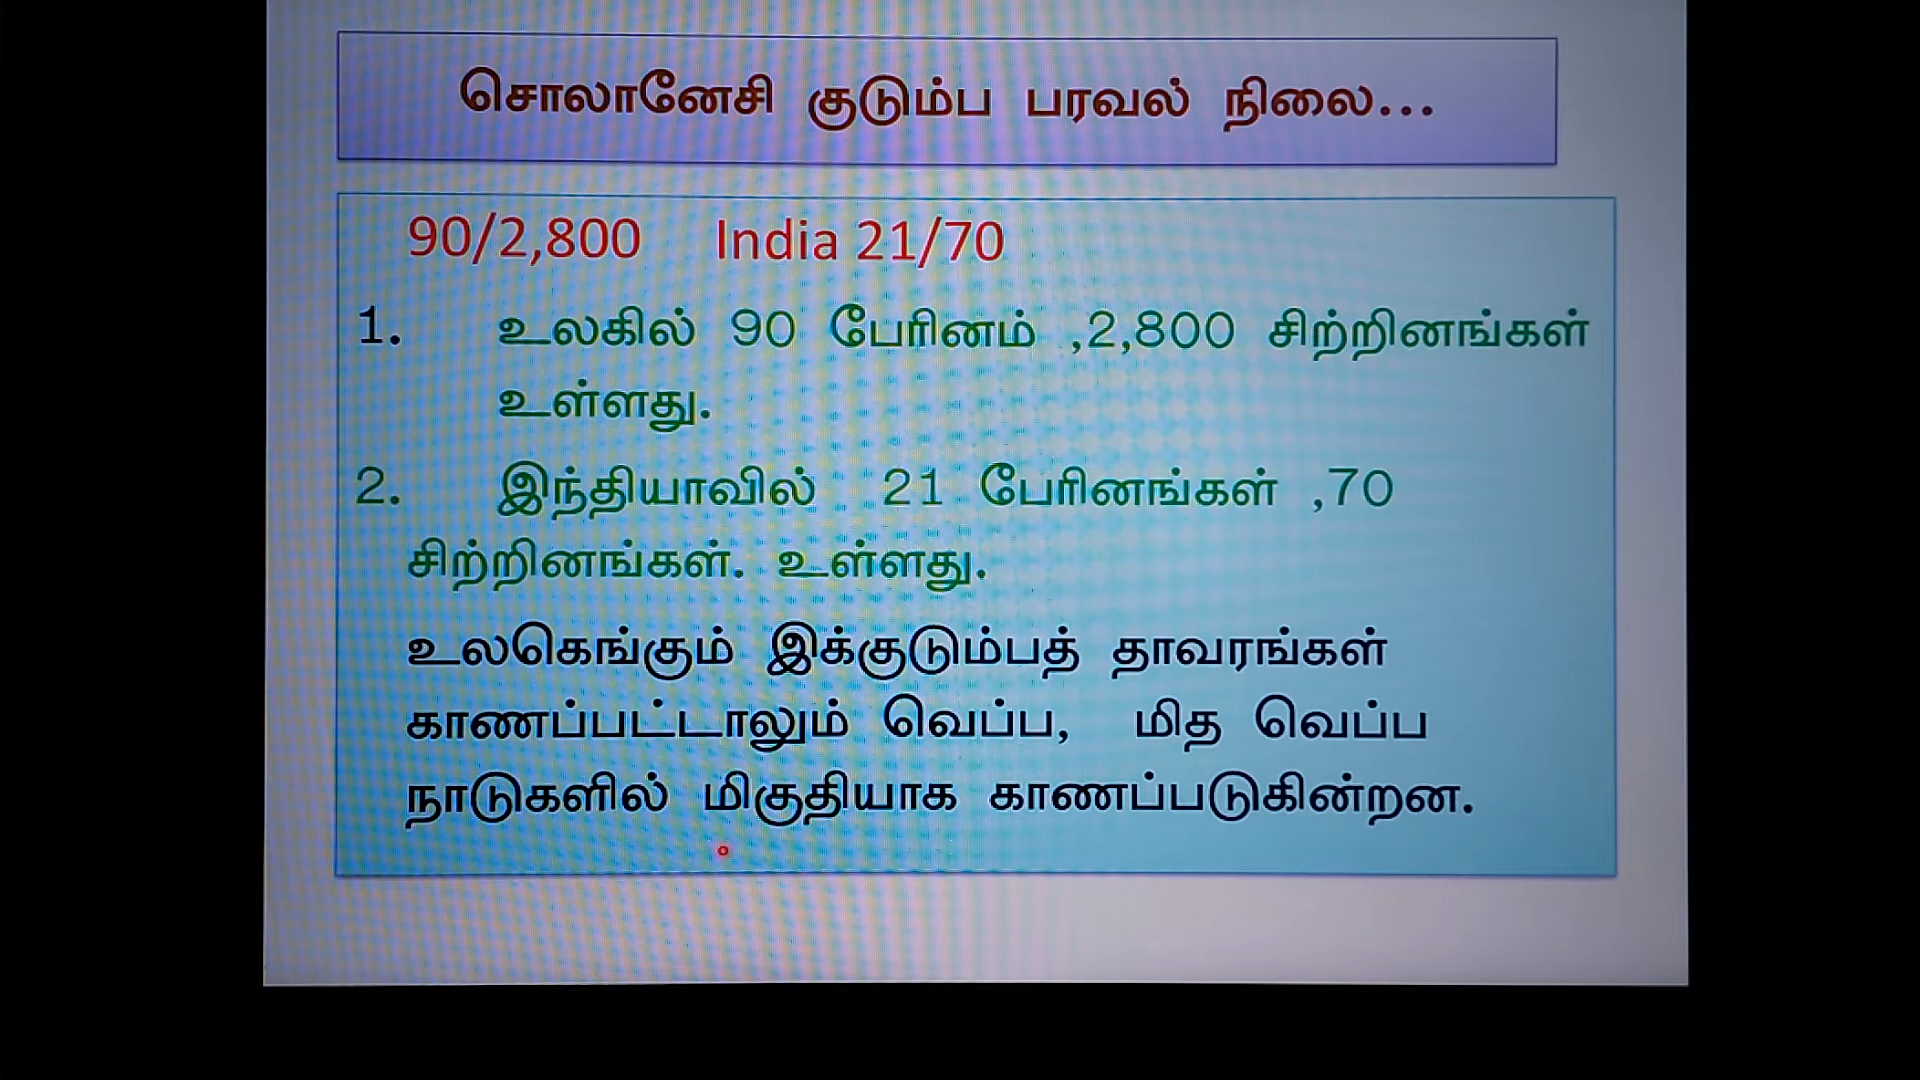 சொலானேசி குடும்ப பரவல் நிலை...
90/2,800 India 21/70
1. உலகில் 90 பேரினம் ,2,800 சிற்றினங்கள்
உள்ளது.
2. இந்தியாவில் 21 பேரினங்கள் ,70
சிற்றினங்கள். உள்ளது.
உலகெங்கும் இக்குடும்பத் தாவரங்கள்
காணப்பட்டாலும் வெப்ப, மித வெப்ப
நாடுகளில் மிகுதியாக காணப்படுகின்றன.